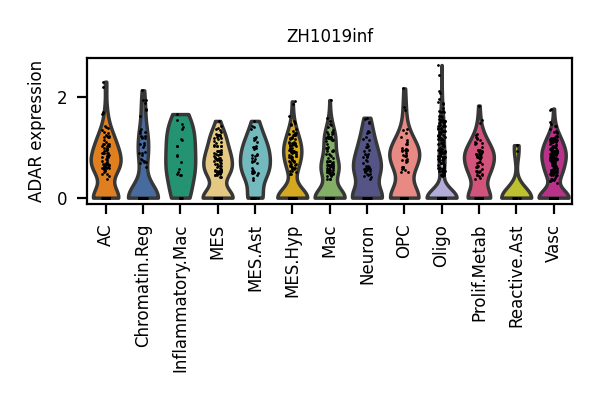 ZH1019inf
ADAR expression
2
0
AC
Chromatin.Reg
Inflammatory.Mac
MES
MES.Ast
MES.Hyp
Mac
Neuron
OPC
Oligo
Prolif.Metab
Reactive.Ast
Vasc